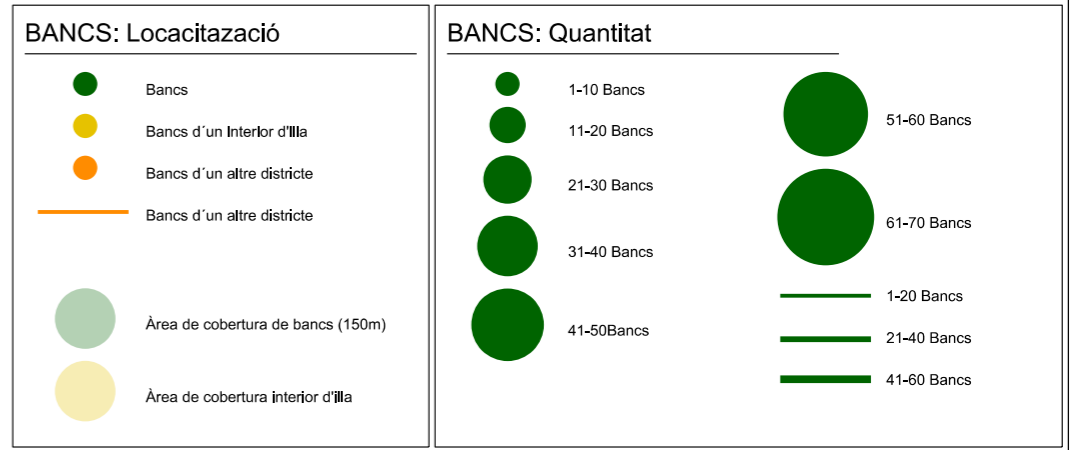 BANCS: Locacitazació
Bancs
Bancs d´un Interior d'Illa
Bancs d´un altre districte
Bancs d´un altre districte
Àrea de cobertura de bancs (150m)
Àrea de cobertura interior d'illa
BANCS: Quantitat
1-10 Bancs
11-20 Bancs
21-30 Bancs
31-40 Bancs
41-50Bancs
51-60 Bancs
61-70 Bancs
1-20 Bancs
21-40 Bancs
41-60 Bancs